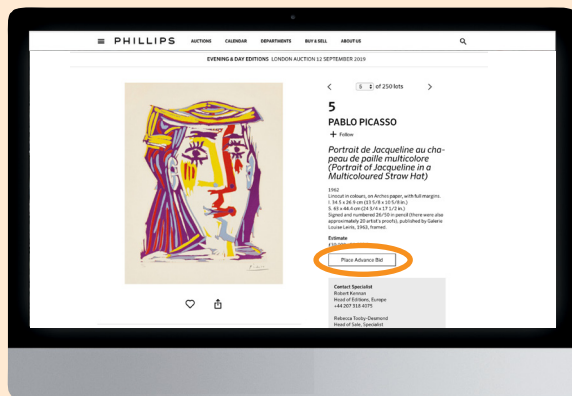 PHILLIPS AUCTIONS CALENDAR DEPARTMENTS BUY & SELL ABOUT US
EVENING & DAY EDITIONS LONDON AUCTION 12 SEPTEMBER 2019
5 of 250 lots
5
PABLO PICASSO
+ Follow
Portrait de Jacqueline au cha-
peau de paille multicolore
(Portrait of Jacqueline in a
Multicoloured Straw Hat)
1962
Linocut in colours, on Arches paper, with full margins.
I. 34.5 x 26.9 cm (13 5/8 x 10 5/8 in.)
S. 63 x 44.4 cm (24 3/4 x 17 1/2 in.)
Signed and numbered 26/50 in pencil (there were also
approximately 20 artist's proofs), published by Galerie
Louise Leiris, 1963, framed.
Estimate
Place Advance Bid
Contact Specialist
Robert Kennan
Head of Editions, Europe
+44 207 318 4075
Rebecca Tooby-Desmond
Head of Sale, Specialist